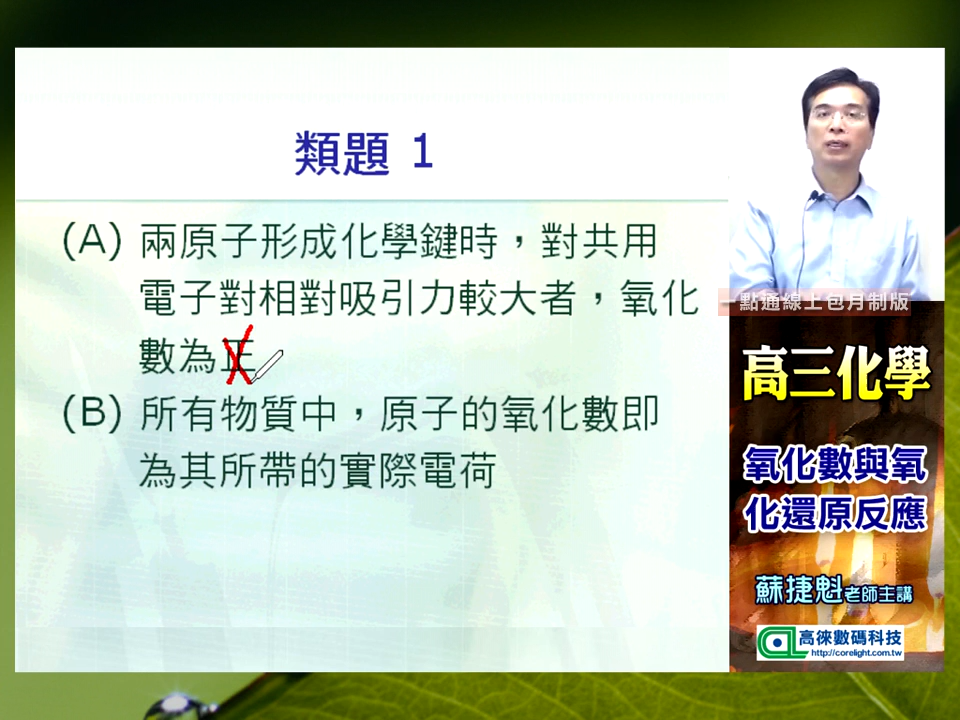 類題 1
(A) 兩原子形成化學鍵時，對共用
電子對相對吸引力較大者，氧化
數為正
(B) 所有物質中，原子的氧化數即
為其所帶的實際電荷
一點通線上包月制版
高三化學
氧化數與氧
化還原反應
蘇捷魁老師主講
高徠數碼科技
http://corelight.com.tw